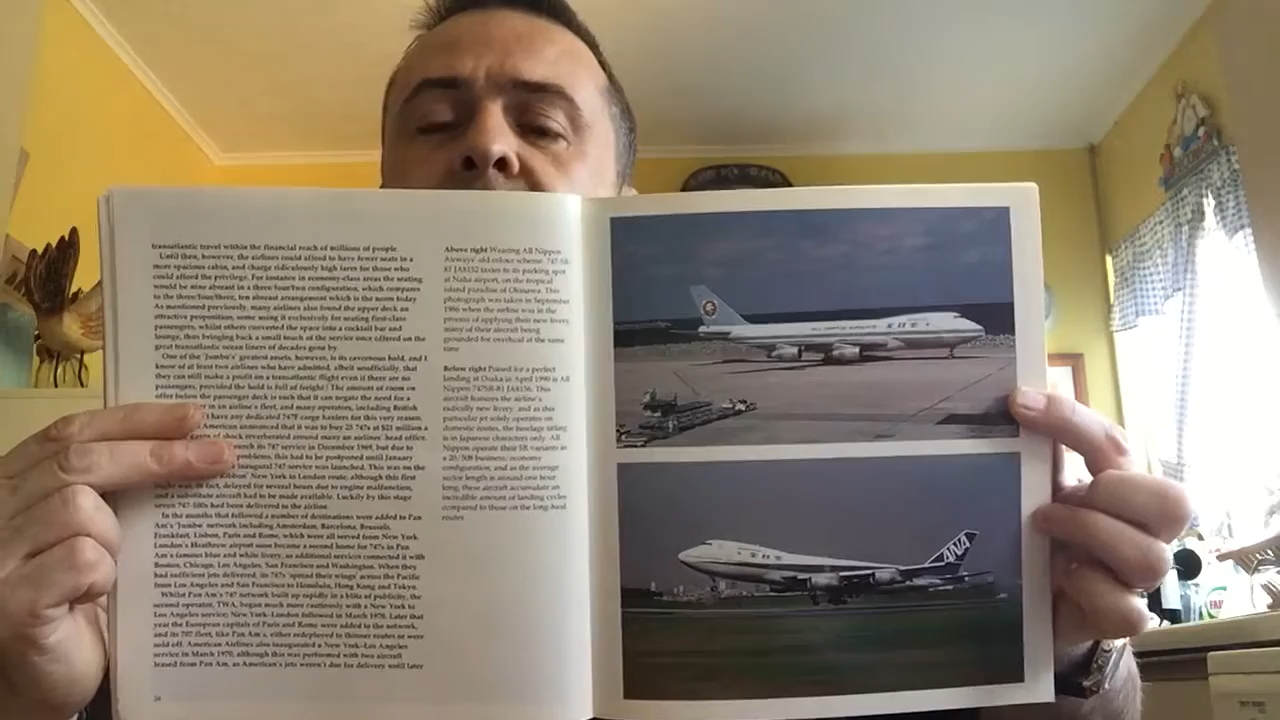 transatlantic travel within the financial reach of millions of people.
Until then, however, the airlines could afford to have fewer seats in a
more spacious cabin, and charge ridiculously high fares for those who
could afford the privilege. For instance in economy-class areas the seating
would be nine abreast in a three/four/two configuration, which compares
to the three/four/three, ten abreast arrangement which is the norm today.
As mentioned previously, many airlines also found the upper deck an
attractive proposition, some using it exclusively for seating first-class
passengers, whilst others converted the space into a cocktail bar and
lounge, thus bringing back a small touch of the service once offered on the
great transatlantic ocean liners of decades gone by.
One of the 'Jumbo's' greatest assets, however, is its cavernous hold, and I
know of at least two airlines who have admitted, albeit unofficially, that
they can still make a profit on a transatlantic flight even if there are no
passengers, provided the hold is full of freight! The amount of room on
offer below the passenger deck is such that it can negate the need for a
in an airline's fleet, and many operators, including British
have any dedicated 747F cargo haulers for this very reason.
American announced that it was to buy 25 747s at $21 million a
of shock reverberated around many an airlines' head office.
its 747 service in December 1969, but due to
problems, this had to be postponed until January
inaugural 747 service was launched. This was on the
New York to London route, although this first
in fact, delayed for several hours due to engine malfunction,
and a substitute aircraft had to be made available. Luckily by this stage
seven 747-100s had been delivered to the airline.
In the months that followed a number of destinations were added to Pan
Am's 'Jumbo' network including Amsterdam, Barcelona, Brussels,
Frankfurt, Lisbon, Paris and Rome, which were all served from New York.
London's Heathrow airport soon became a second home for 747s in Pan
Am's famous blue and white livery, as additional services connected it with
Boston, Chicago, Los Angeles, San Francisco and Washington. When they
had sufficient jets delivered, its 747s 'spread their wings' across the Pacific
from Los Angeles and San Francisco to Honolulu, Hong Kong and Tokyo.
Whilst Pan Am's 747 network built up rapidly in a blitz of publicity, the
second operator, TWA, began much more cautiously with a New York to
Los Angeles service; New York-London followed in March 1970. Later that
year the European capitals of Paris and Rome were added to the network,
and its 707 fleet, like Pan Am's, either redeployed to thinner routes or were
sold off. American Airlines also inaugurated a New York-Los Angeles
service in March 1970, although this was performed with two aircraft
leased from Pan Am, as American's jets weren't due for delivery until later
Above right Wearing All Nippon
Airways' old colour scheme, 747-SR-
81 JA8152 taxies to its parking spot
at Naha airport, on the tropical
island paradise of Okinawa. This
photograph was taken in September
1986 when the airline was in the
process of applying their new livery,
many of their aircraft being
grounded for overhaul at the same
time
Below right Poised for a perfect
landing at Osaka in April 1990 is All
Nippon 747SR-81 JA8156. This
aircraft features the airline's
radically new livery, and as this
particular jet solely operates on
domestic routes, the fuselage titling
is in Japanese characters only. All
Nippon operate their SR variants in
a 20/508 business/economy
configuration, and as the average
sector length is around one hour
long, these aircraft accumulate an
incredible amount of landing cycles
compared to those on the long-haul
routes
ALL NIPPON AIRWAYS 全日空
全日空
ANA